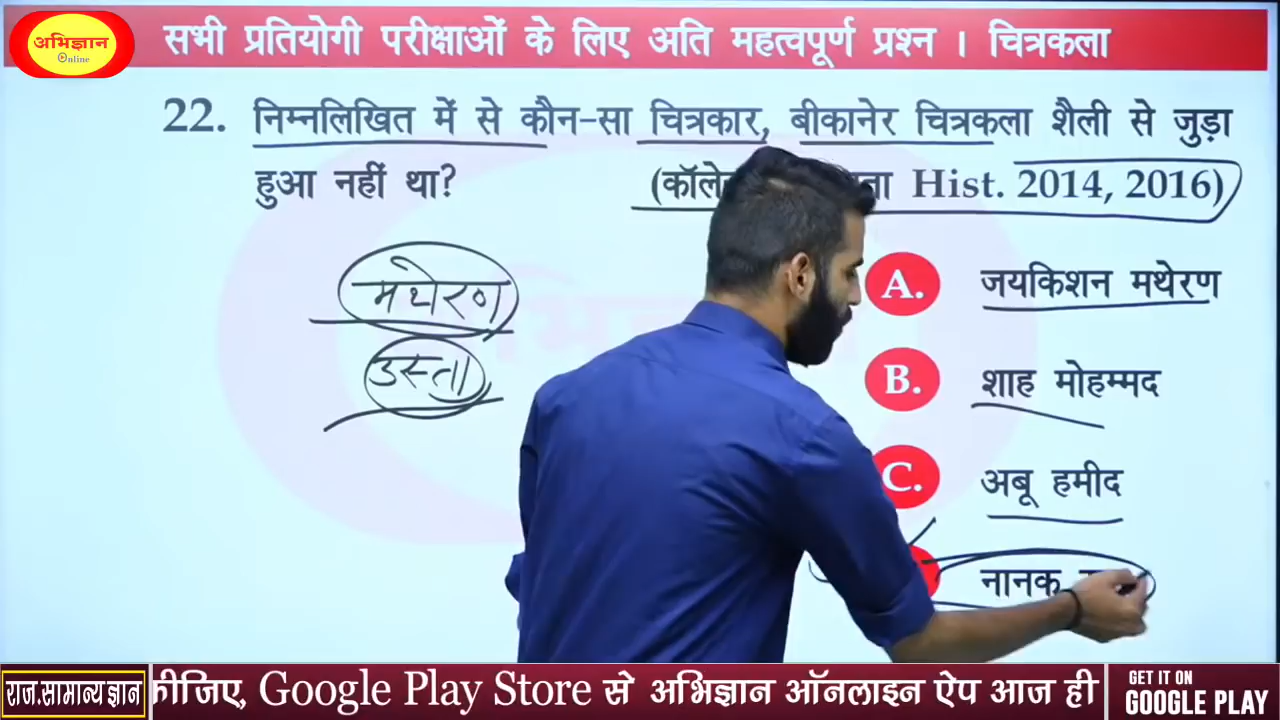 अभिज्ञान
Online
सभी प्रतियोगी परीक्षाओं के लिए अति महत्वपूर्ण प्रश्न । चित्रकला
22. निम्नलिखित में से कौन-सा चित्रकार, बीकानेर चित्रकला शैली से जुड़ा
हुआ नहीं था? Hist. 2014, 2016)
मथेरण
उस्ता
A. जयकिशन मथेरण
B. शाह मोहम्मद
C. अबू हमीद
नानक
राज.सामान्य ज्ञान
कीजिए, Google Play Store से अभिज्ञान ऑनलाइन ऐप आज ही
GET IT ON
GOOGLE PLAY